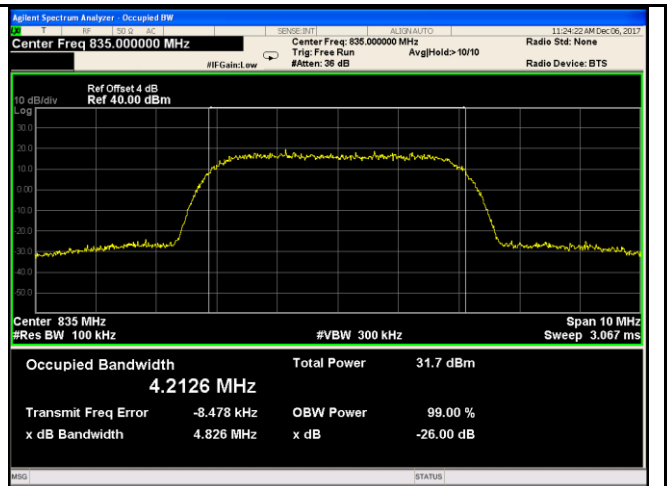 Agilent Spectrum Analyzer - Occupied BW
T RF 50 Ω AC SENSE:INT ALIGN AUTO 11:24:22 AM Dec 06, 2017
Center Freq 835.000000 MHz Center Freq: 835.000000 MHz Radio Std: None
Trig: Free Run Avg|Hold:>10/10
#IFGain:Low #Atten: 36 dB Radio Device: BTS
Ref Offset 4 dB
10 dB/div Ref 40.00 dBm
Log
30.0
20.0
10.0
0.00
-10.0
-20.0
-30.0
-40.0
-50.0
Center 835 MHz Span 10 MHz
#Res BW 100 kHz #VBW 300 kHz Sweep 3.067 ms
Occupied Bandwidth Total Power 31.7 dBm
4.2126 MHz
Transmit Freq Error -8.478 kHz OBW Power 99.00 %
x dB Bandwidth 4.826 MHz x dB -26.00 dB
MSG STATUS